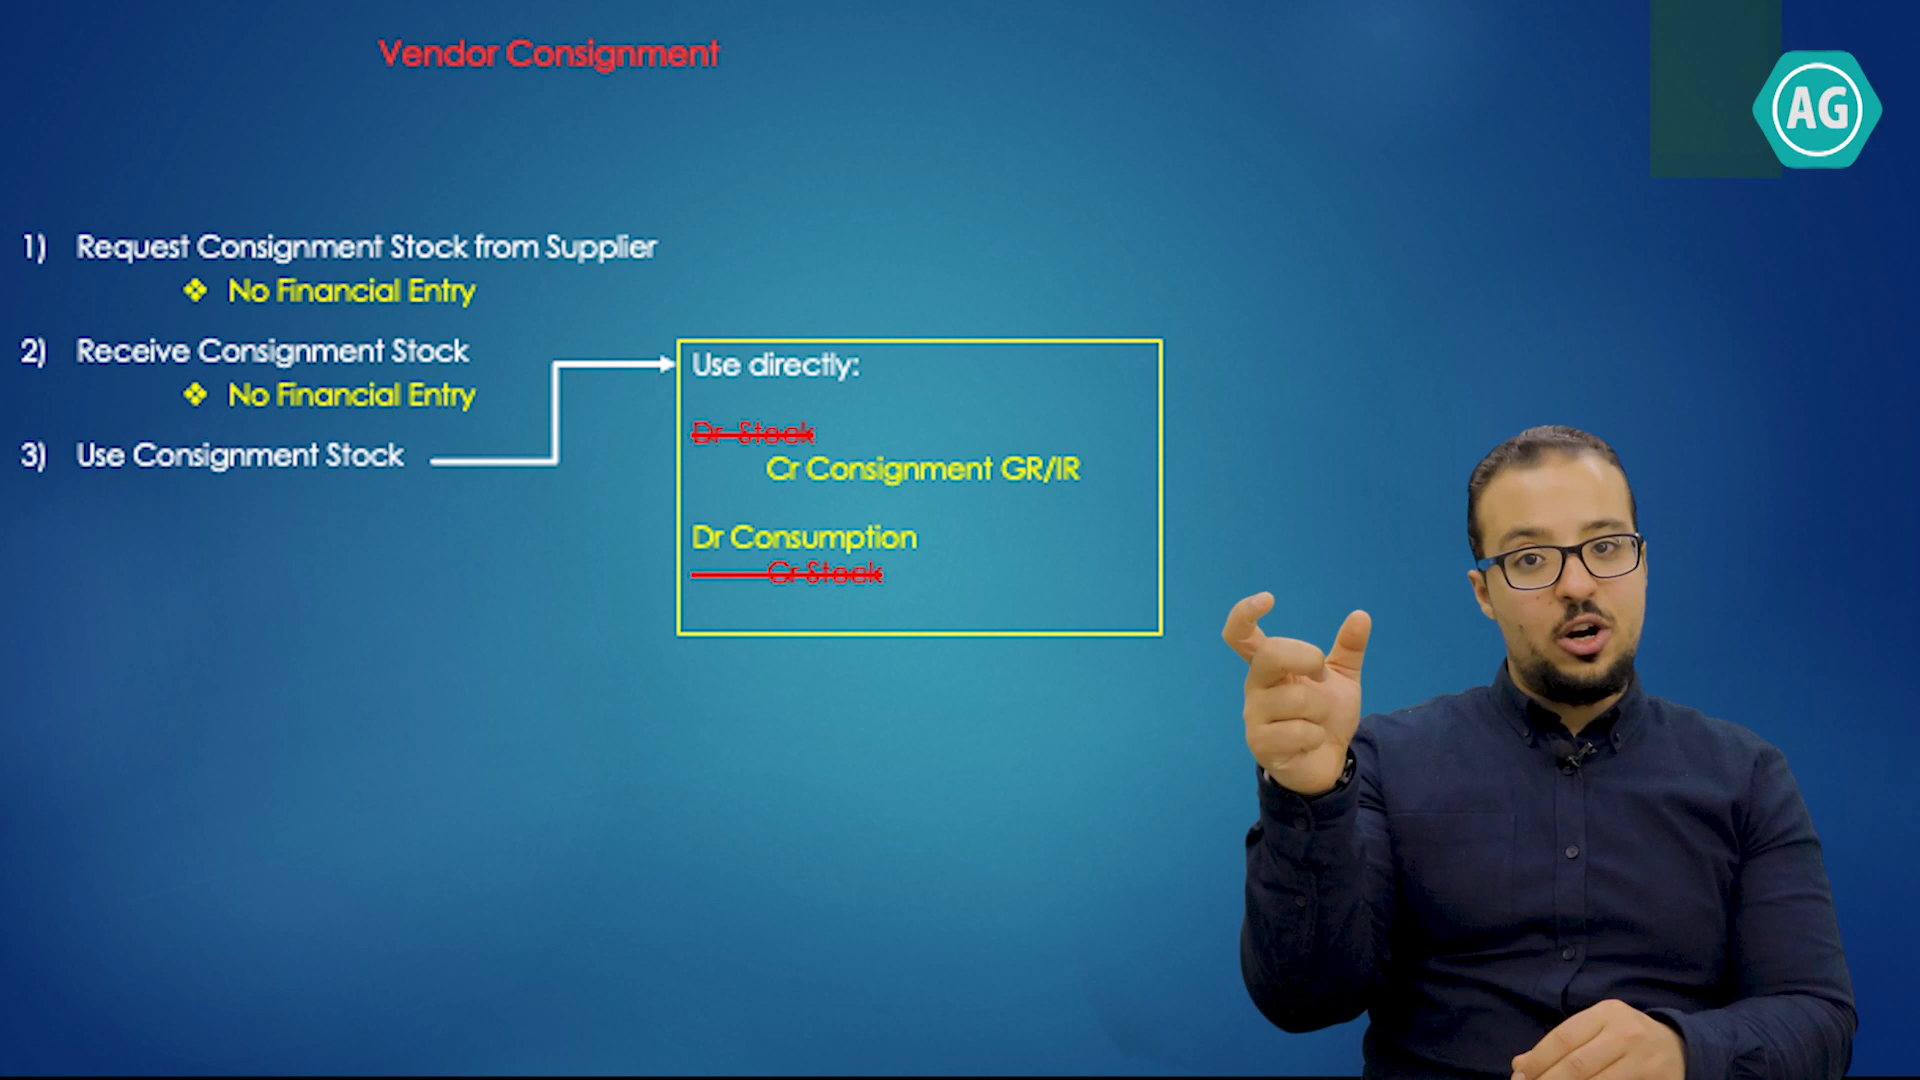 Vendor Consignment
AG
1) Request Consignment Stock from Supplier
❖ No Financial Entry
2) Receive Consignment Stock
❖ No Financial Entry
3) Use Consignment Stock
Use directly:
Dr Stock
Cr Consignment GR/IR
Dr Consumption
Cr Stock